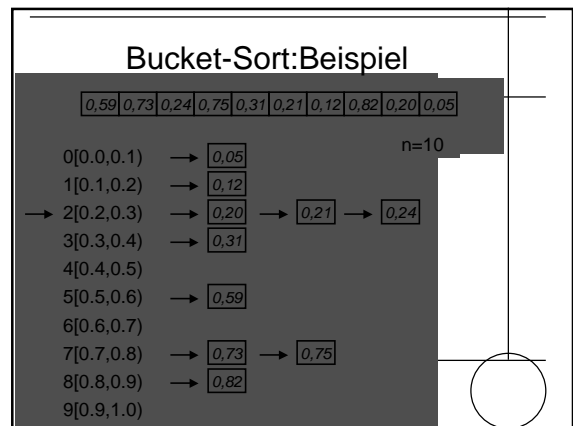 Bucket-Sort:Beispiel
0,59 0,73 0,24 0,75 0,31 0,21 0,12 0,82 0,20 0,05
n=10
0[0.0,0.1) → 0,05
1[0.1,0.2) → 0,12
→ 2[0.2,0.3) → 0,20 → 0,21 → 0,24
3[0.3,0.4) → 0,31
4[0.4,0.5)
5[0.5,0.6) → 0,59
6[0.6,0.7)
7[0.7,0.8) → 0,73 → 0,75
8[0.8,0.9) → 0,82
9[0.9,1.0)